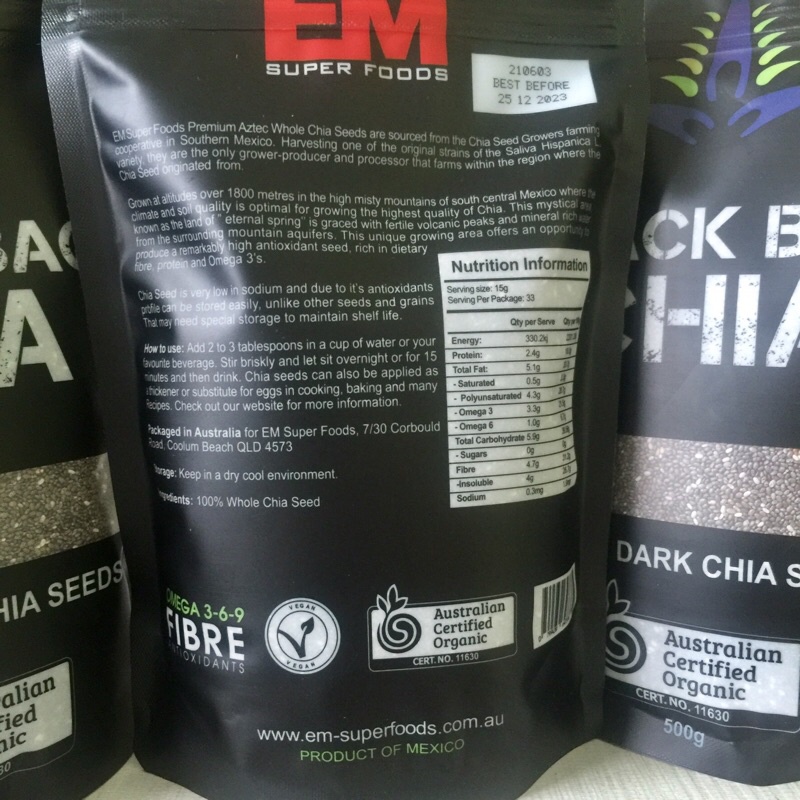 EM
SUPER FOODS
210603
BEST BEFORE
25 12 2023
EM Super Foods Premium Aztec Whole Chia Seeds are sourced from the Chia Seed Growers farming
cooperative in Southern Mexico. Harvesting one of the original strains of the Saliva Hispanica L
variety, they are the only grower-producer and processor that farms within the region where the
Chia Seed originated from.
Grown at altitudes over 1800 metres in the high misty mountains of south central Mexico where the
climate and soil quality is optimal for growing the highest quality of Chia. This mystical area
known as the land of " eternal spring" is graced with fertile volcanic peaks and mineral rich water
from the surrounding mountain aquifers. This unique growing area offers an opportunity to
produce a remarkably high antioxidant seed, rich in dietary
fibre, protein and Omega 3's.
Chia Seed is very low in sodium and due to it's antioxidants
profile can be stored easily, unlike other seeds and grains
That may need special storage to maintain shelf life.
How to use: Add 2 to 3 tablespoons in a cup of water or your
favourite beverage. Stir briskly and let sit overnight or for 15
minutes and then drink. Chia seeds can also be applied as
a thickener or substitute for eggs in cooking, baking and many
Recipes. Check out our website for more information.
Packaged in Australia for EM Super Foods, 7/30 Corbould
Road. Coolum Beach QLD 4573
Storage: Keep in a dry cool environment.
Ingredients: 100% Whole Chia Seed
Nutrition Information
Serving size: 15g
Serving Per Package: 33
Qty per Serve
Energy: 330.2kj
Protein: 2.4g
Total Fat: 5.1g
- Saturated 0.5g
- Polyunsaturated 4.3g
- Omega 3 3.3g
- Omega 6 1.0g
Total Carbohydrate 5.9g
- Sugars 0g
Fibre 4.7g
-Insoluble 4g
Sodium 0.3mg
OMEGA 3-6-9
FIBRE
ANTIOXIDANTS
VEGAN
VEGAN
Australian
Certified
Organic
CERT. NO. 11630
www.em-superfoods.com.au
PRODUCT OF MEXICO
BAC
A
HIA SEEDS
alian
fied
nic
30
ACK B
CHIA
DARK CHIA S
Australian
Certified
Organic
CERT. NO. 11630
500g